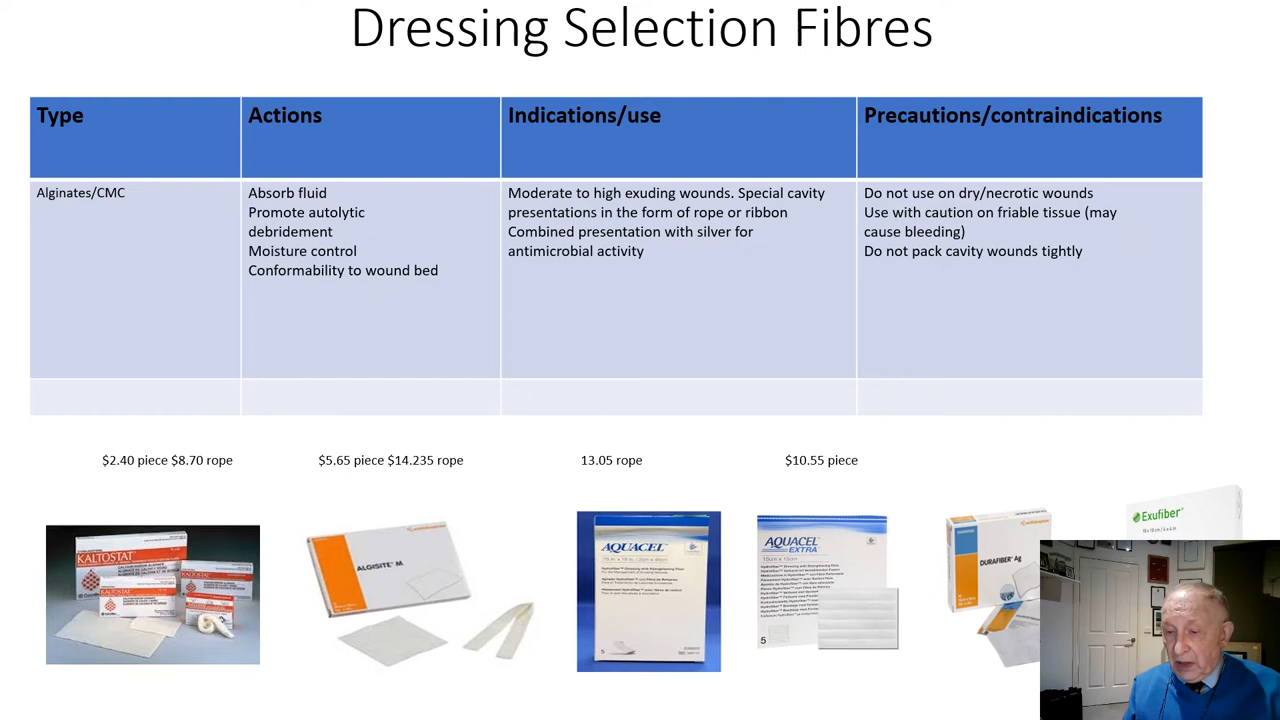 Dressing Selection Fibres
Type
Actions
Indications/use
Precautions/contraindications
Alginates/CMC
Absorb fluid
Promote autolytic
debridement
Moisture control
Conformability to wound bed
Moderate to high exuding wounds. Special cavity
presentations in the form of rope or ribbon
Combined presentation with silver for
antimicrobial activity
Do not use on dry/necrotic wounds
Use with caution on friable tissue (may
cause bleeding)
Do not pack cavity wounds tightly
$2.40 piece $8.70 rope
$5.65 piece $14.235 rope
13.05 rope
$10.55 piece
KALTOSTAT
KALTOSTAT
KALTOSTAT
ALGISITE M
AQUACEL
5
AQUACEL
EXTRA
5
DURAFIBER Ag
Exufiber